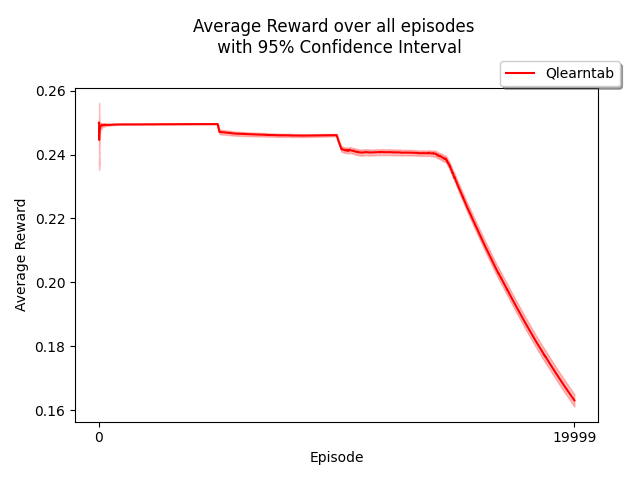 Average Reward over all episodes
with 95% Confidence Interval
Qlearntab
0.26
0.24
0.22
0.20
0.18
0.16
Average Reward
0
19999
Episode